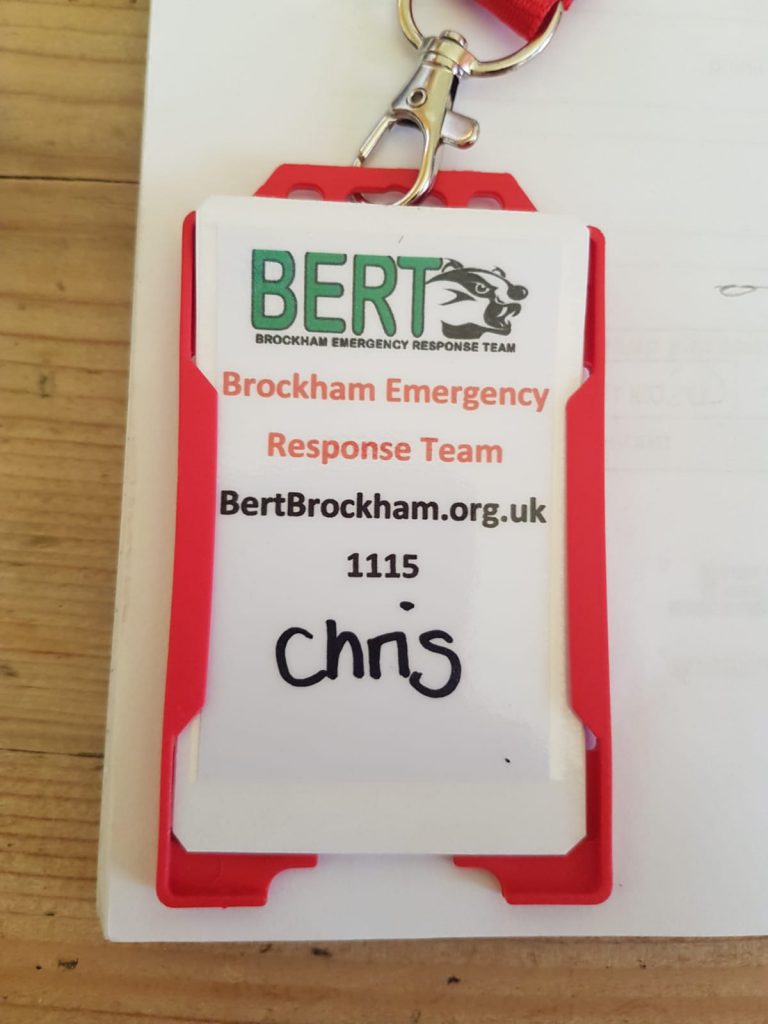 BERT
BROCKHAM EMERGENCY RESPONSE TEAM
Brockham Emergency
Response Team
BertBrockham.org.uk
1115
Chris